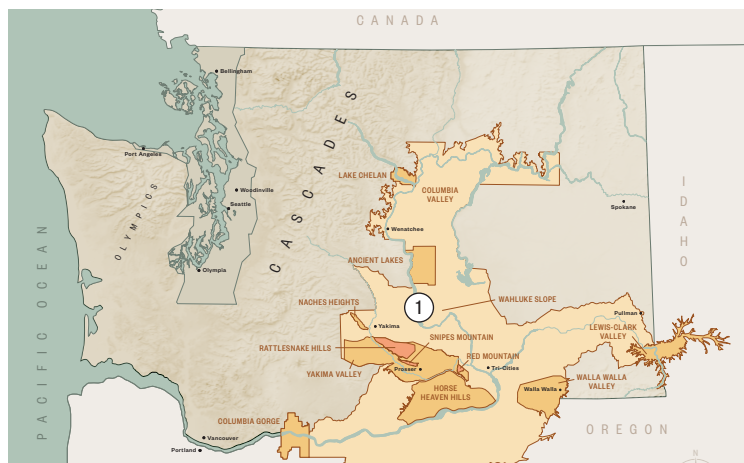 CANADA
Bellingham
CASCADES
Port Angeles
OLYMPICS
Woodinville
Seattle
Olympia
PACIFIC OCEAN
LAKE CHELAN
COLUMBIA
VALLEY
Wenatchee
Spokane
IDAHO
ANCIENT LAKES
1
WAHLUKE SLOPE
NACHES HEIGHTS
Yakima
Pullman
LEWIS-CLARK
VALLEY
SNIPES MOUNTAIN
RATTLESNAKE HILLS
RED MOUNTAIN
YAKIMA VALLEY
Prosser
Tri-Cities
WALLA WALLA
VALLEY
Walla Walla
HORSE
HEAVEN HILLS
COLUMBIA GORGE
Vancouver
Portland
OREGON
N